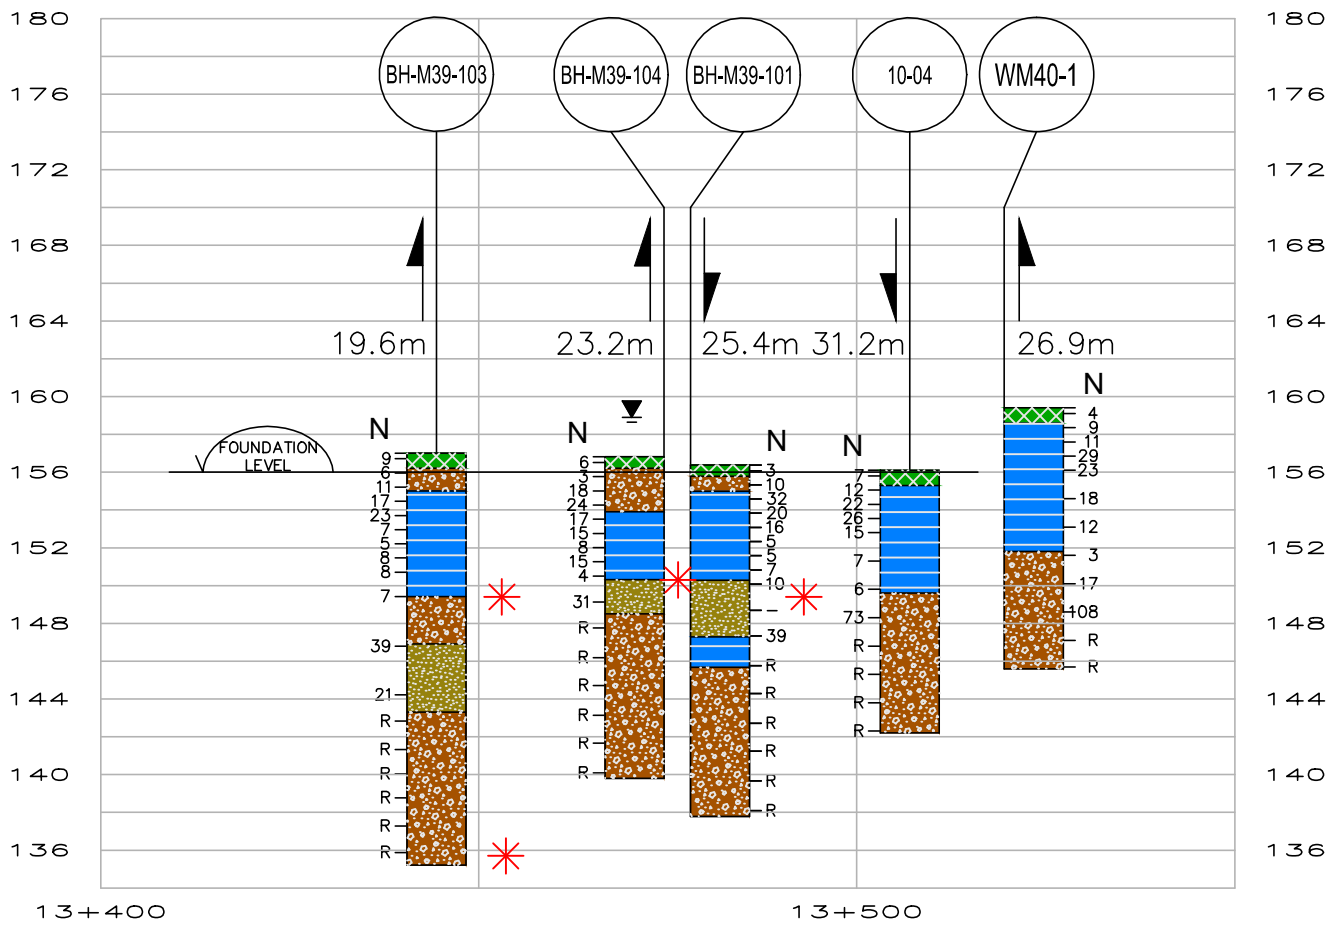 180 180
BH-M39-103 BH-M39-104 BH-M39-101 10-04 WM40-1
176 176
172 172
168 168
164 164
19.6m 23.2m 25.4m 31.2m 26.9m
160 160
FOUNDATION
LEVEL
156 156
152 152
148 148
144 144
140 140
136 136
N
9
6
11
17
23
7
5
8
8
7
39
21
R
R
R
R
R
R
N
6
3
18
24
17
15
8
15
4
31
R
R
R
R
R
R
N
3
10
32
20
16
5
5
7
10
–
39
R
R
R
R
R
R
N
7
12
22
26
15
7
6
73
R
R
R
R
N
4
9
11
29
23
18
12
3
17
108
R
R
13+400 13+500